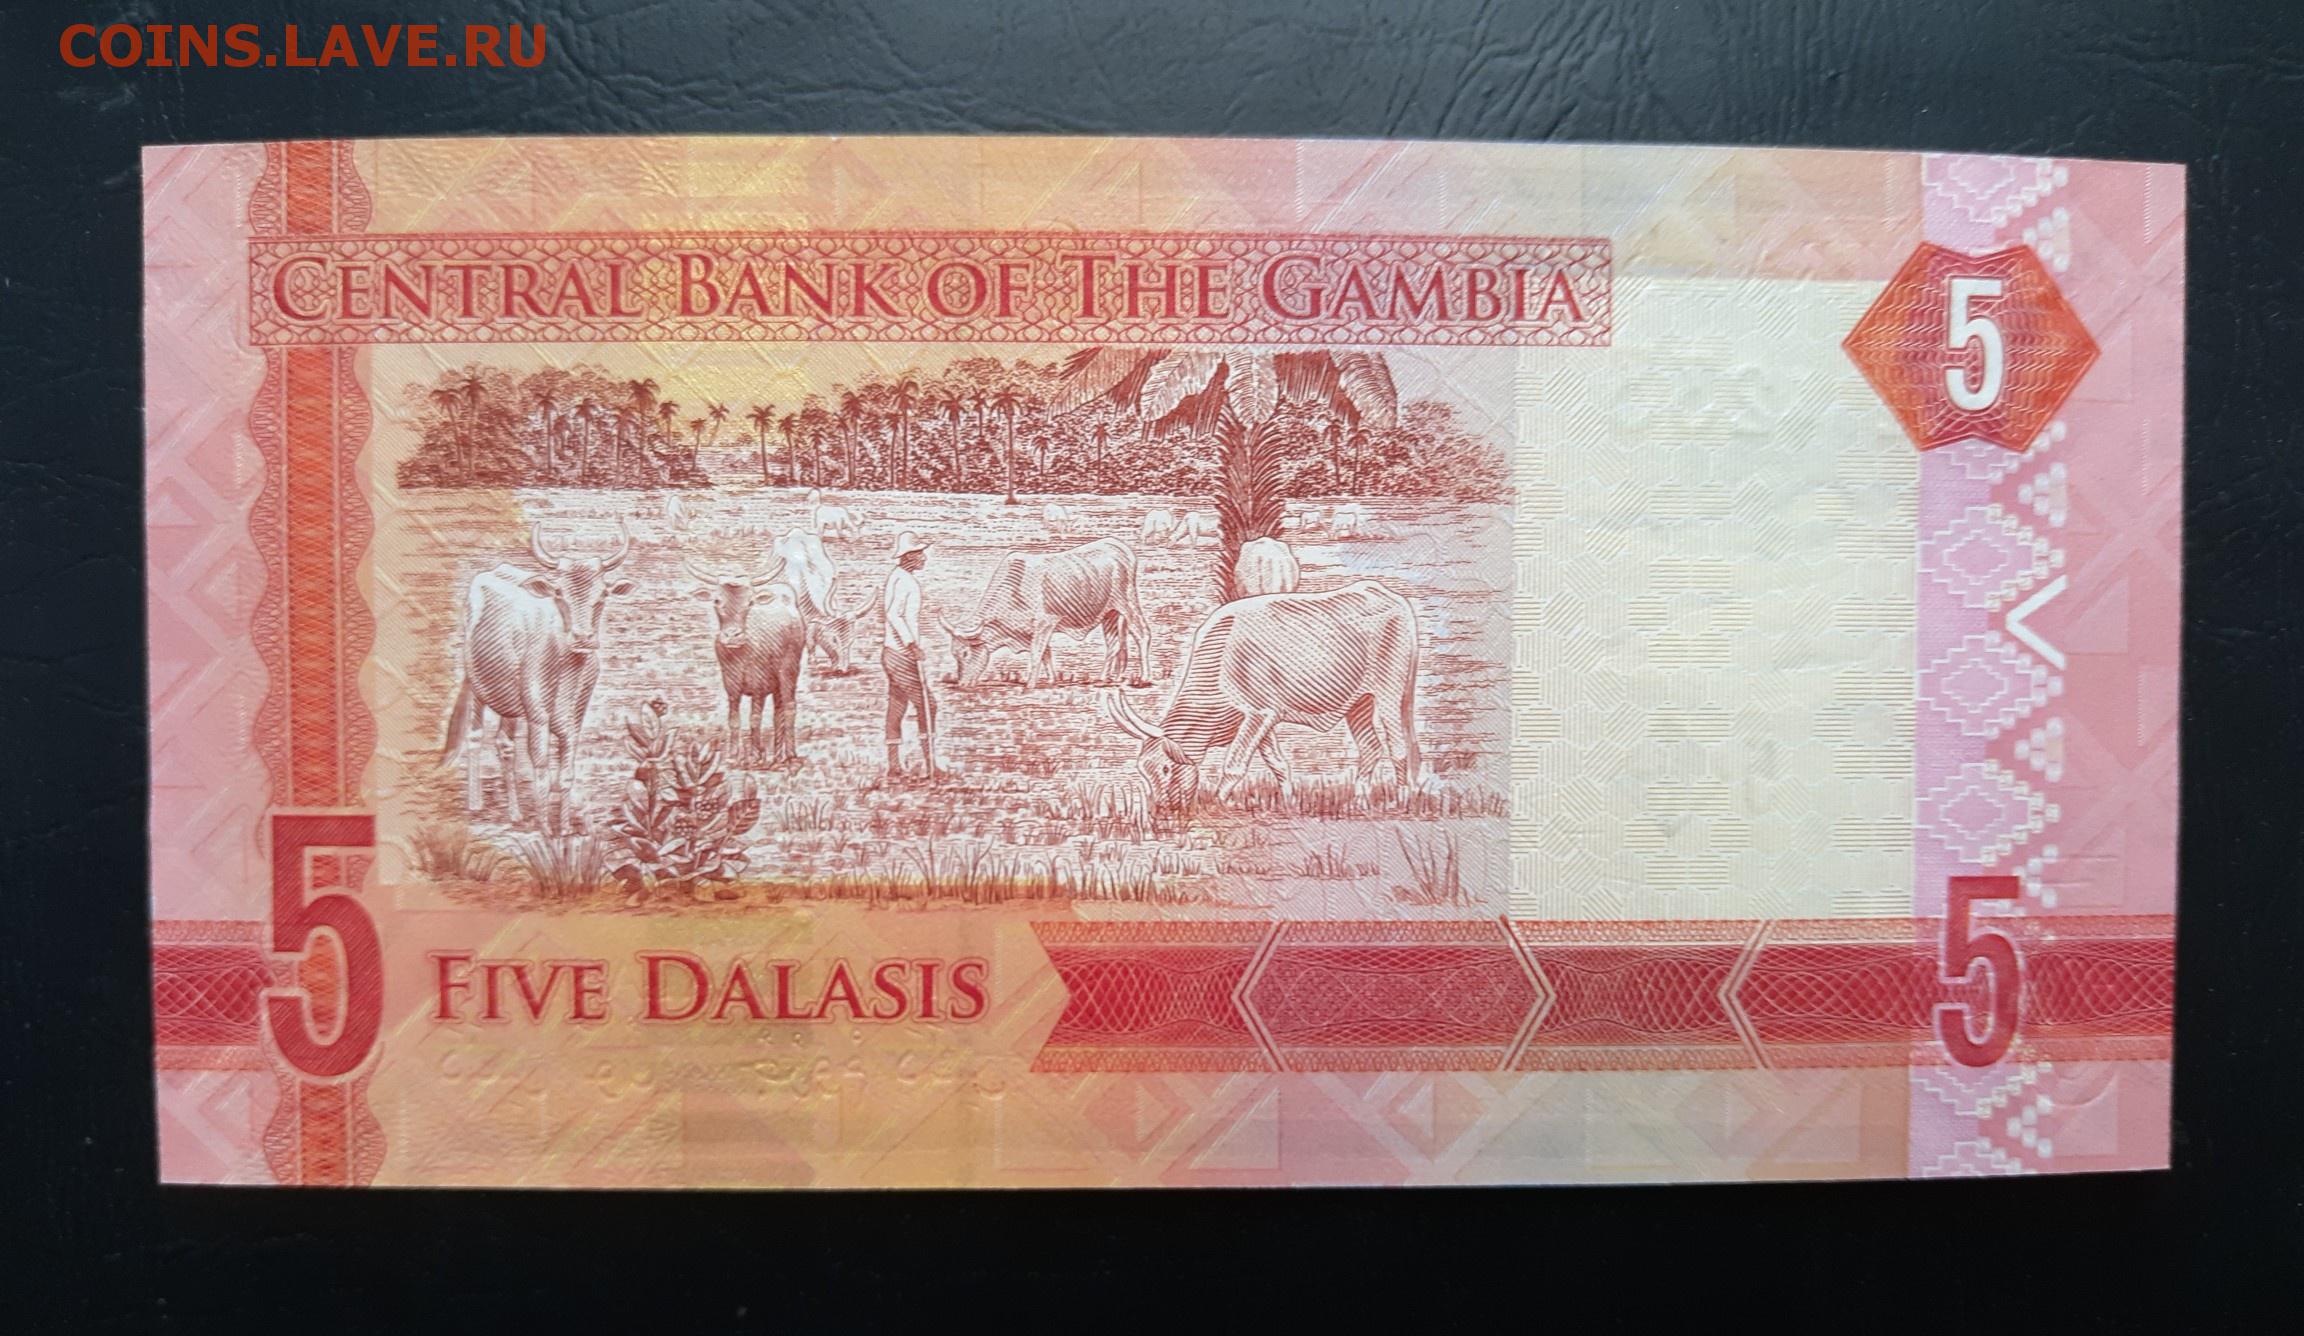 COINS.LAVE.RU
CENTRAL BANK OF THE GAMBIA
5
5
5
FIVE DALASIS